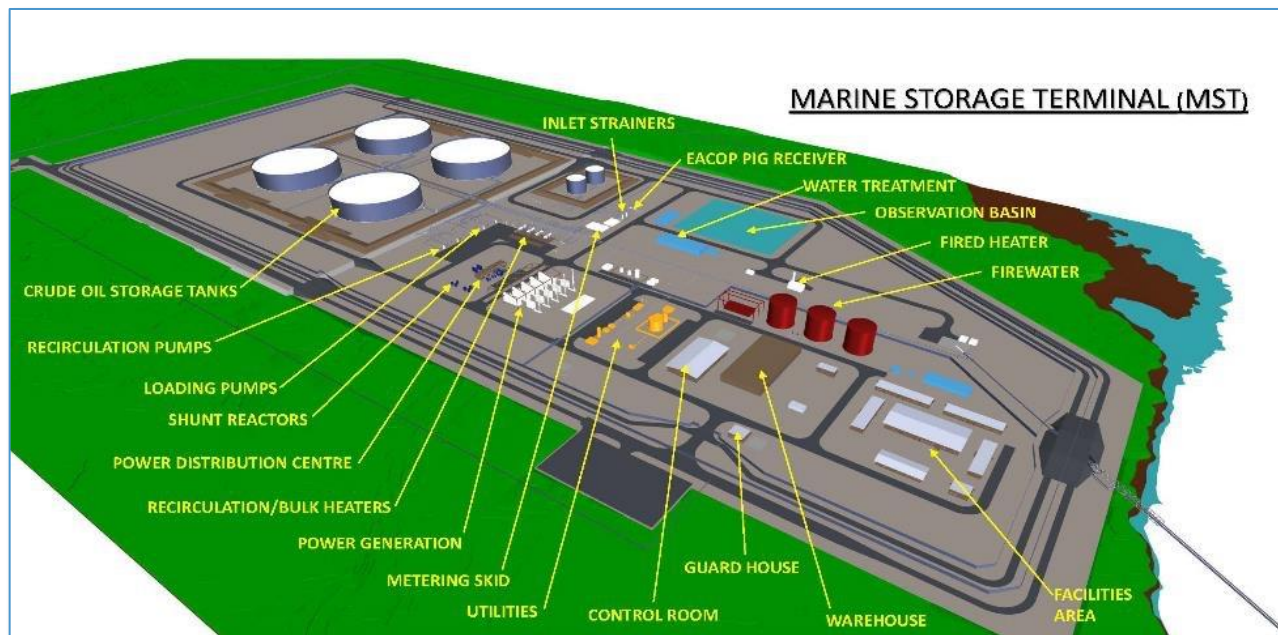 MARINE STORAGE TERMINAL (MST)
INLET STRAINERS
EACOP PIG RECEIVER
WATER TREATMENT
OBSERVATION BASIN
FIRED HEATER
FIREWATER
CRUDE OIL STORAGE TANKS
RECIRCULATION PUMPS
LOADING PUMPS
SHUNT REACTORS
POWER DISTRIBUTION CENTRE
RECIRCULATION/BULK HEATERS
POWER GENERATION
METERING SKID
UTILITIES
CONTROL ROOM
GUARD HOUSE
WAREHOUSE
FACILITIES
AREA